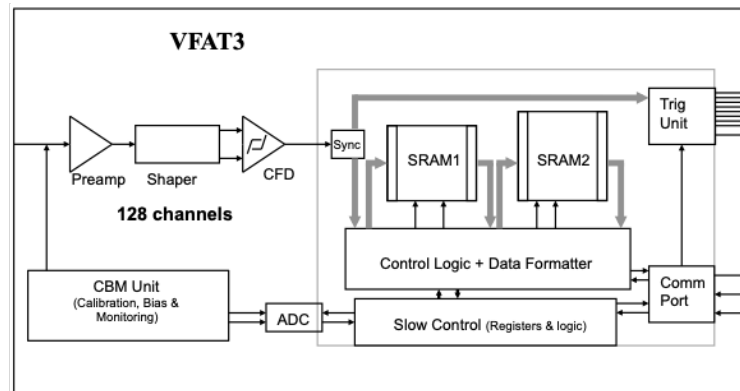 VFAT3
Trig
Unit
Sync
SRAM1
SRAM2
Preamp
Shaper
CFD
128 channels
Control Logic + Data Formatter
CBM Unit
(Calibration, Bias &
Monitoring)
ADC
Slow Control (Registers & logic)
Comm
Port